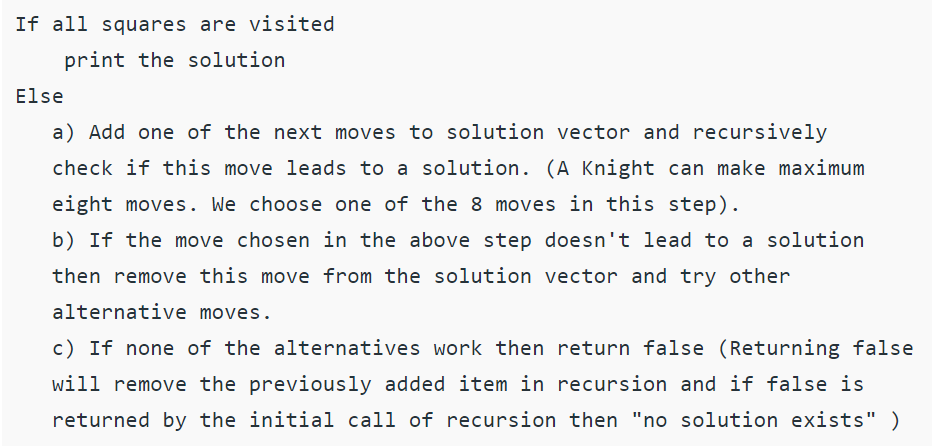 If all squares are visited
print the solution
Else
a) Add one of the next moves to solution vector and recursively
check if this move leads to a solution. (A Knight can make maximum
eight moves. We choose one of the 8 moves in this step).
b) If the move chosen in the above step doesn't lead to a solution
then remove this move from the solution vector and try other
alternative moves.
c) If none of the alternatives work then return false (Returning false
will remove the previously added item in recursion and if false is
returned by the initial call of recursion then "no solution exists" )